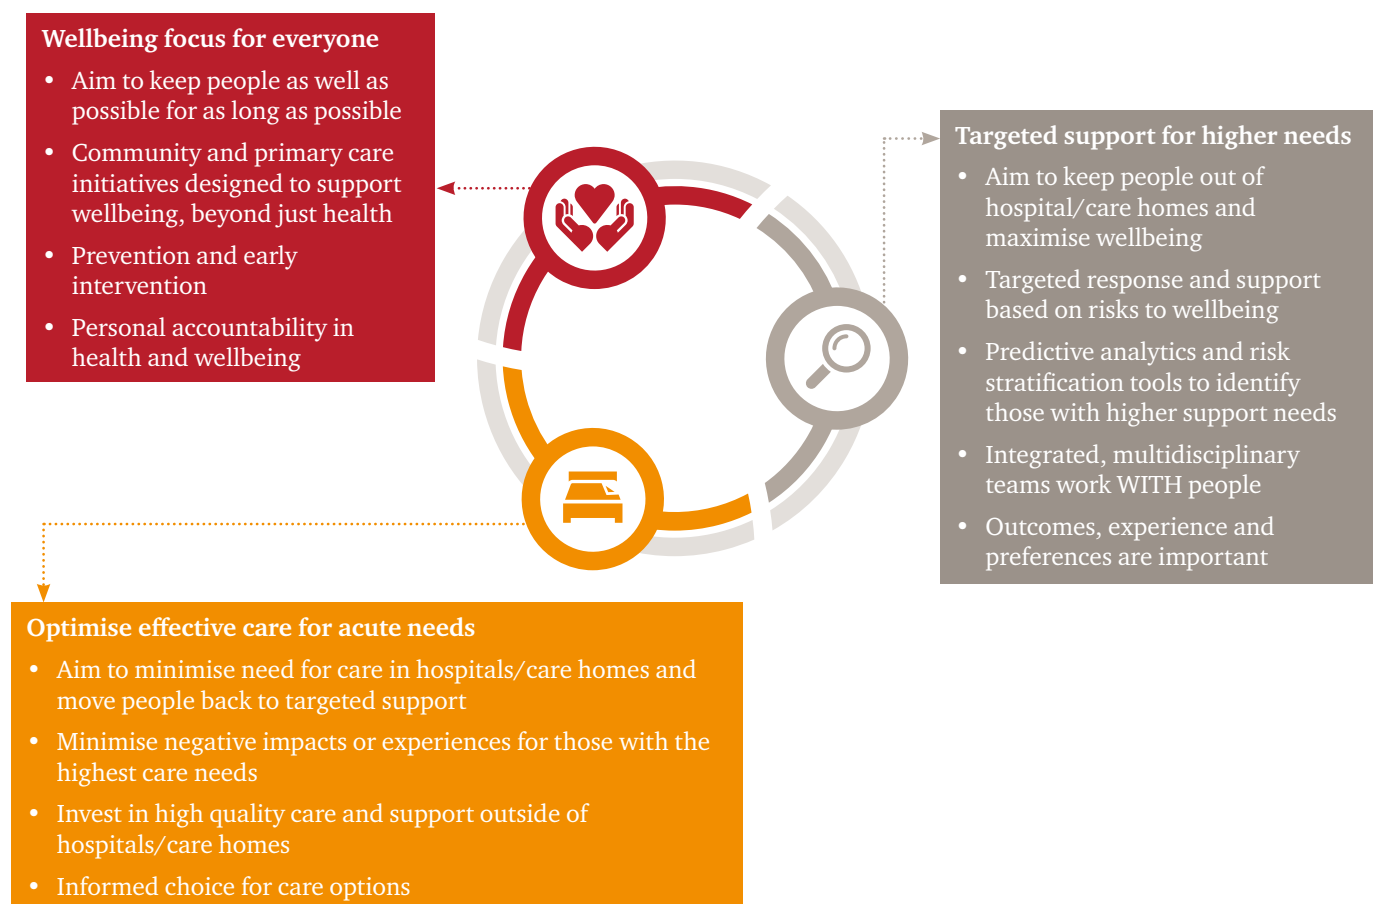 Wellbeing focus for everyone
• Aim to keep people as well as
possible for as long as possible
• Community and primary care
initiatives designed to support
wellbeing, beyond just health
• Prevention and early
intervention
• Personal accountability in
health and wellbeing
Targeted support for higher needs
• Aim to keep people out of
hospital/care homes and
maximise wellbeing
• Targeted response and support
based on risks to wellbeing
• Predictive analytics and risk
stratification tools to identify
those with higher support needs
• Integrated, multidisciplinary
teams work WITH people
• Outcomes, experience and
preferences are important
Optimise effective care for acute needs
• Aim to minimise need for care in hospitals/care homes and
move people back to targeted support
• Minimise negative impacts or experiences for those with the
highest care needs
• Invest in high quality care and support outside of
hospitals/care homes
• Informed choice for care options